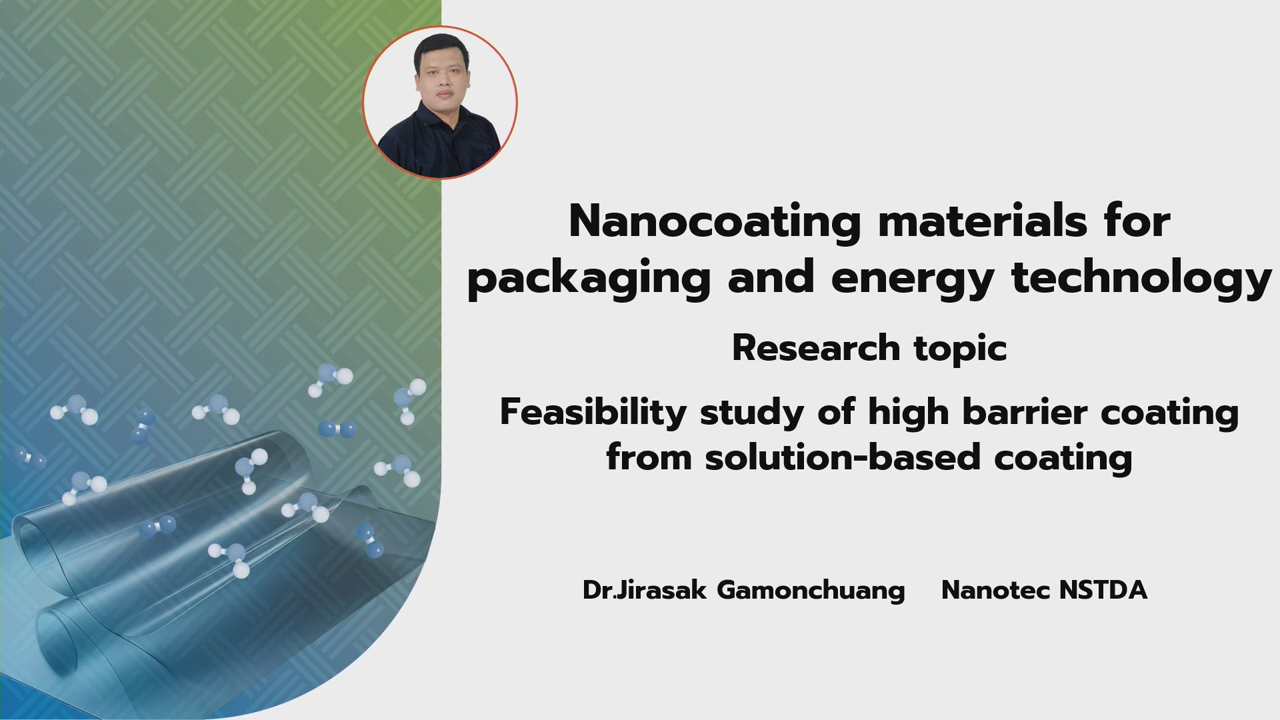 Nanocoating materials for
packaging and energy technology
Research topic
Feasibility study of high barrier coating
from solution-based coating
Dr.Jirasak Gamonchuang Nanotec NSTDA